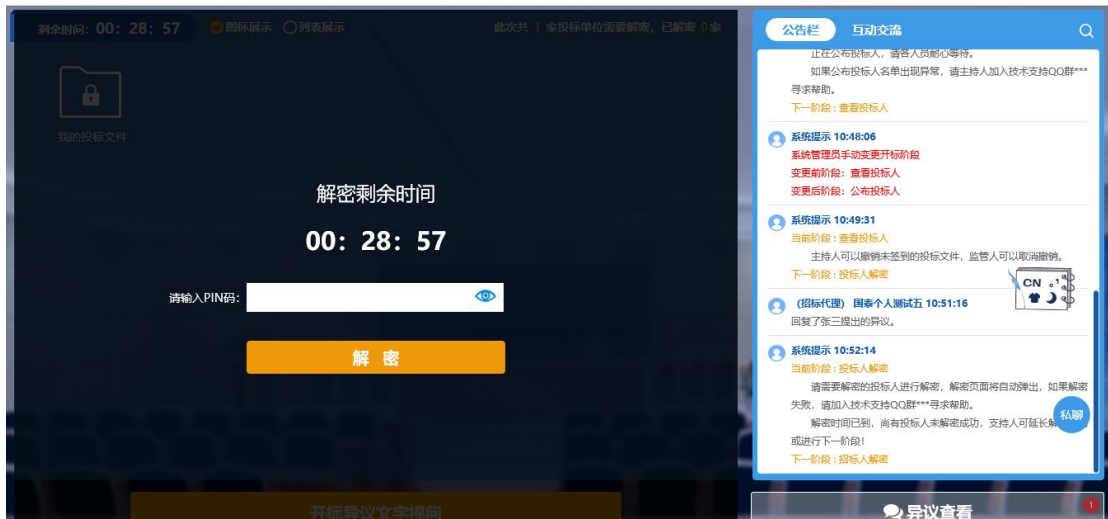 剩余时间：00：28：57
图标展示
列表展示
此次共 1 家投标单位需要解密，已解密 0家
我的投标文件
解密剩余时间
00：28：57
请输入PIN码：
解 密
开标异议文字提问
公告栏
互动交流
正在公布投标人，请各人员耐心等待。
如果公布投标人名单出现异常，请主持人加入技术支持QQ群***
寻求帮助。
下一阶段：查看投标人
系统提示 10:48:06
系统管理员手动变更开标阶段
变更前阶段：查看投标人
变更后阶段：公布投标人
系统提示 10:49:31
当前阶段：查看投标人
主持人可以撤销未签到的投标文件，监管人可以取消撤销。
下一阶段：投标人解密
CN
（招标代理） 国泰个人测试五 10:51:16
回复了张三提出的异议。
系统提示 10:52:14
当前阶段：投标人解密
请需要解密的投标人进行解密，解密页面将自动弹出，如果解密
失败，请加入技术支持QQ群***寻求帮助。
解密时间已到，尚有投标人未解密成功，支持人可延长解
或进行下一阶段！
下一阶段：招标人解密
私聊
异议查看
1